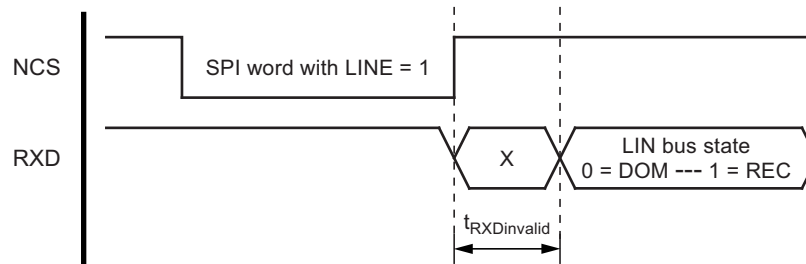 NCS
SPI word with LINE = 1
RXD
X
LIN bus state
0 = DOM --- 1 = REC
tRXDinvalid